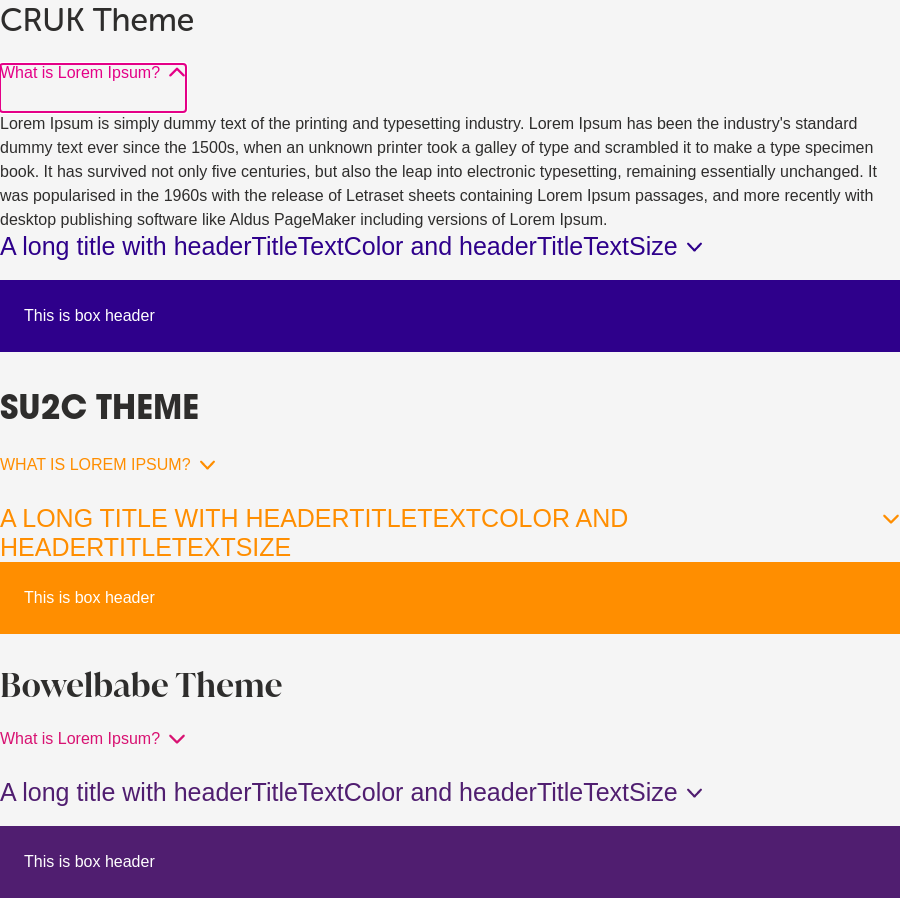 CRUK Theme
What is Lorem Ipsum?
Lorem Ipsum is simply dummy text of the printing and typesetting industry. Lorem Ipsum has been the industry's standard
dummy text ever since the 1500s, when an unknown printer took a galley of type and scrambled it to make a type specimen
book. It has survived not only five centuries, but also the leap into electronic typesetting, remaining essentially unchanged. It
was popularised in the 1960s with the release of Letraset sheets containing Lorem Ipsum passages, and more recently with
desktop publishing software like Aldus PageMaker including versions of Lorem Ipsum.
A long title with headerTitleTextColor and headerTitleTextSize
This is box header
SU2C THEME
WHAT IS LOREM IPSUM?
A LONG TITLE WITH HEADERTITLETEXTCOLOR AND
HEADERTITLETEXTSIZE
This is box header
Bowelbabe Theme
What is Lorem Ipsum?
A long title with headerTitleTextColor and headerTitleTextSize
This is box header